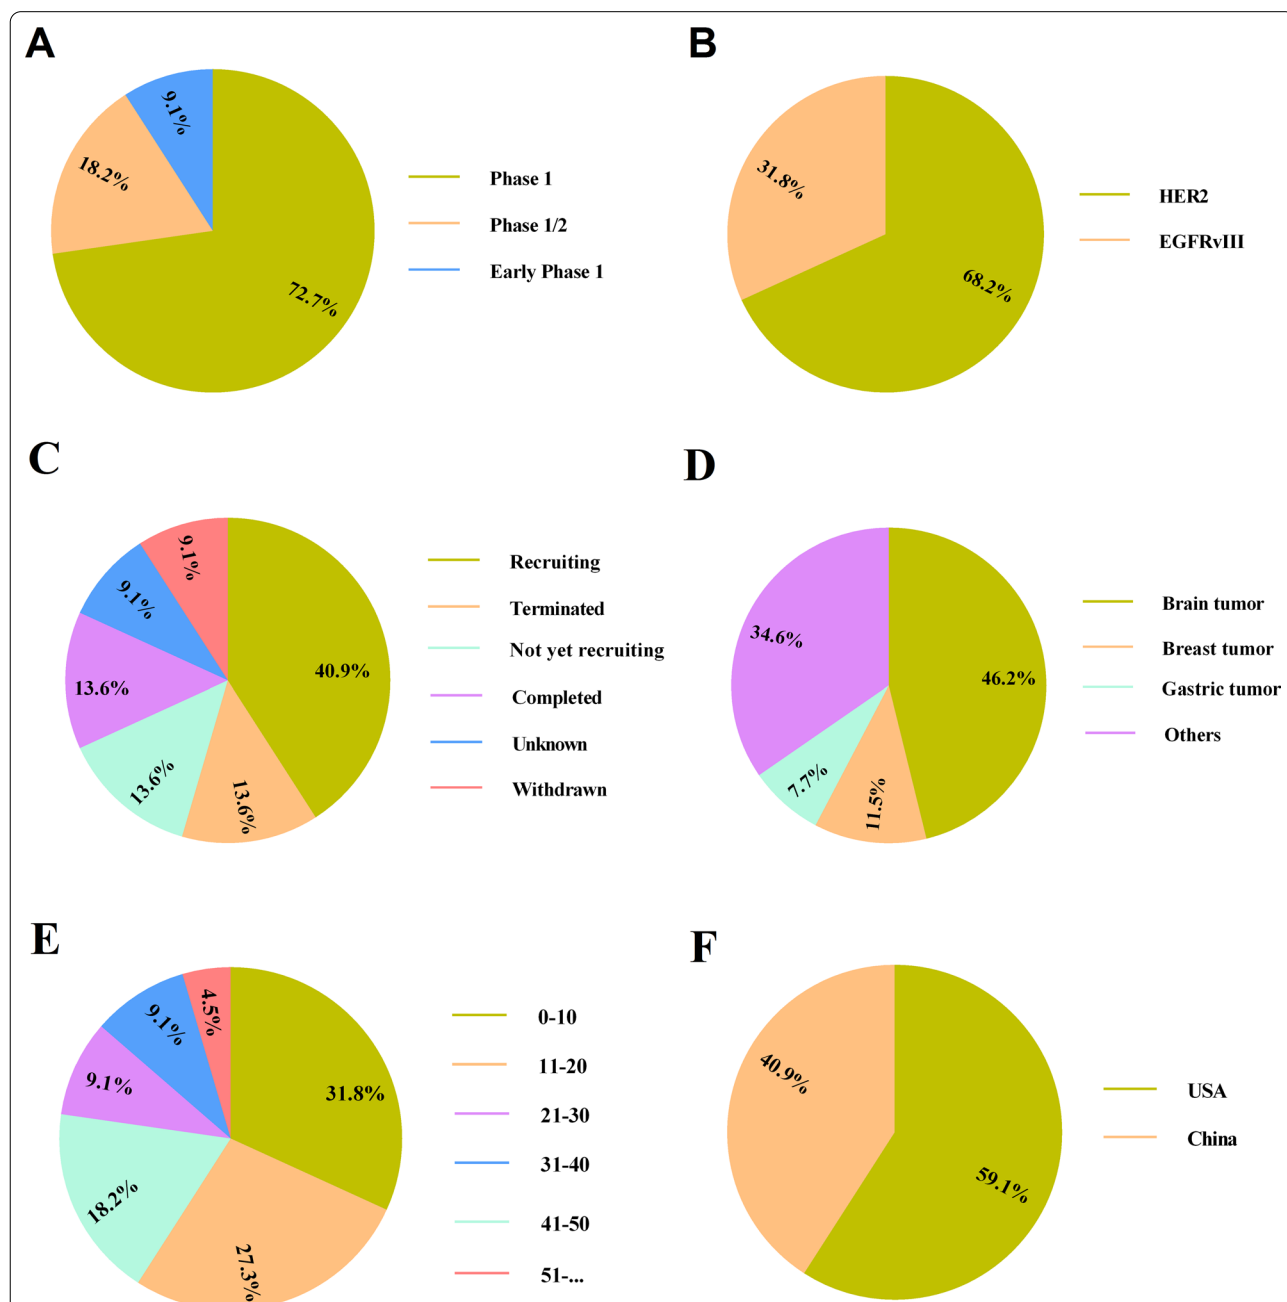 A
9.1%
18.2%
72.7%
Phase 1
Phase 1/2
Early Phase 1
B
31.8%
68.2%
HER2
EGFRvIII
C
9.1%
9.1%
40.9%
13.6%
13.6%
13.6%
Recruiting
Terminated
Not yet recruiting
Completed
Unknown
Withdrawn
D
34.6%
46.2%
7.7%
11.5%
Brain tumor
Breast tumor
Gastric tumor
Others
E
4.5%
9.1%
9.1%
31.8%
18.2%
27.3%
0-10
11-20
21-30
31-40
41-50
51-...
F
40.9%
59.1%
USA
China